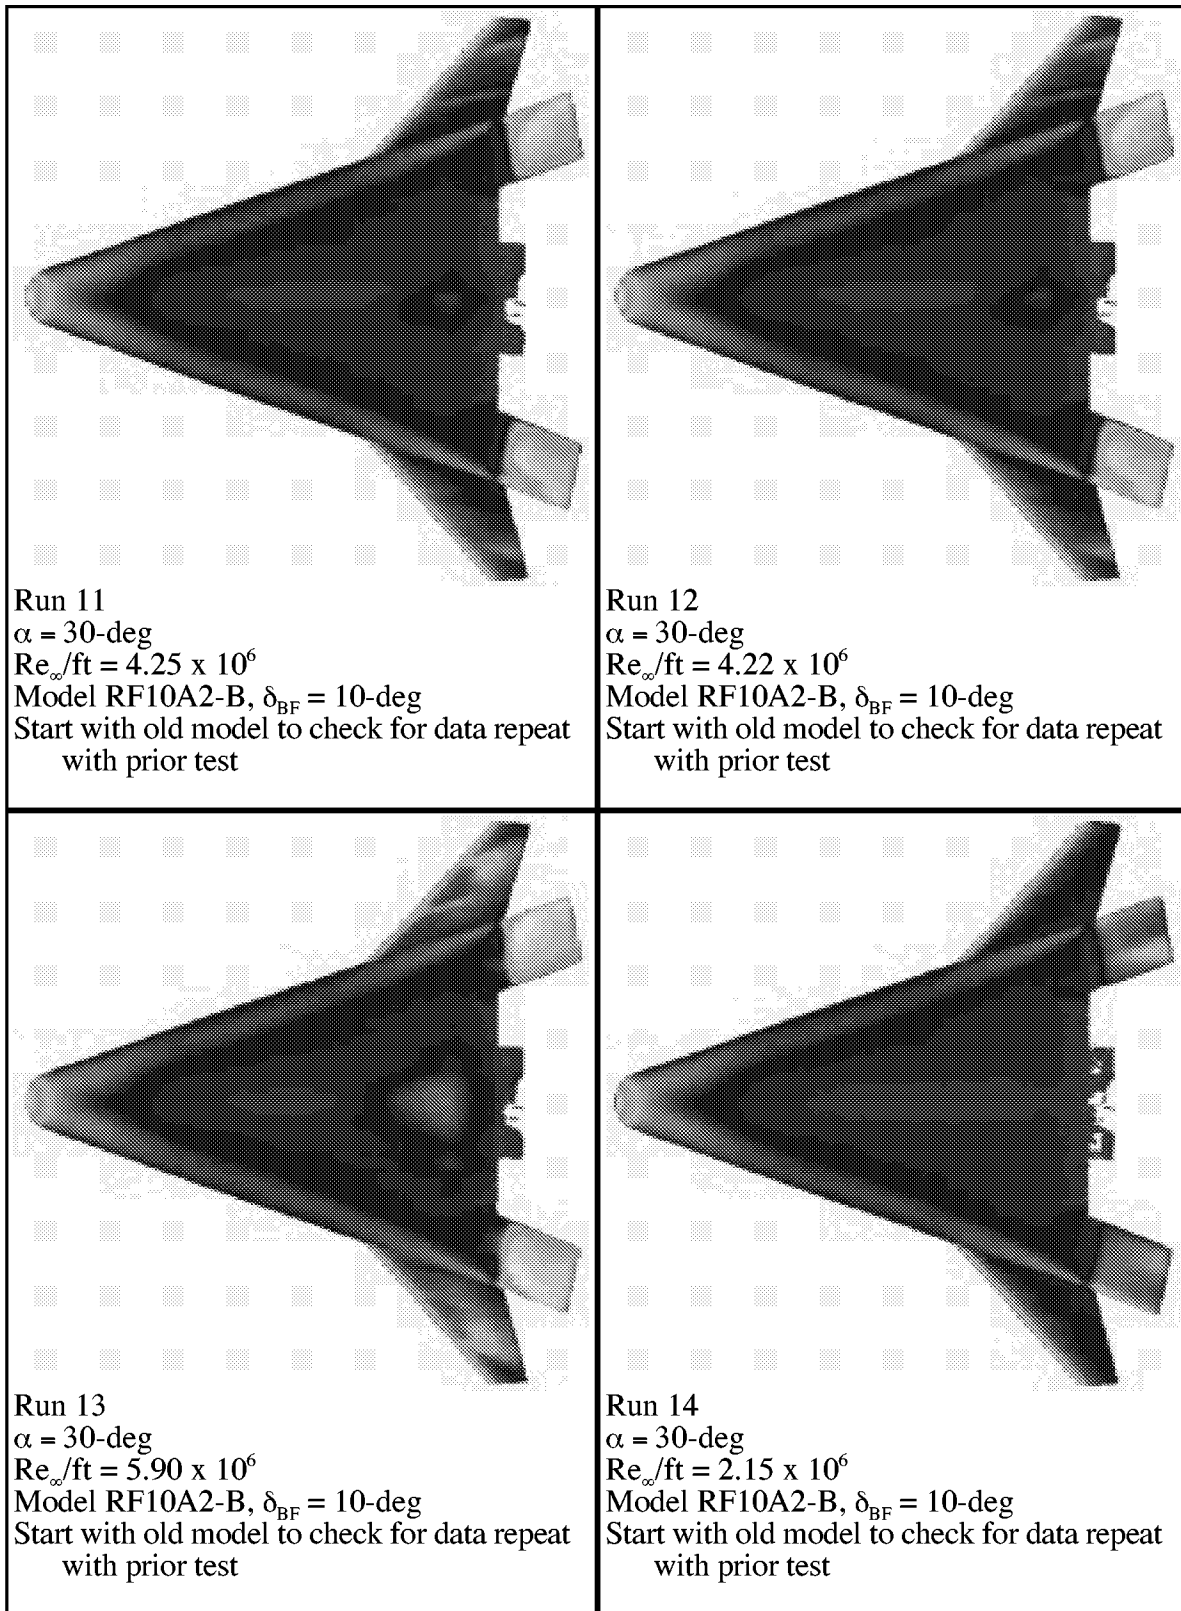 Run 11
α = 30-deg
Re∞/ft = 4.25 x 10⁶
Model RF10A2-B, δBF = 10-deg
Start with old model to check for data repeat
with prior test
Run 12
α = 30-deg
Re∞/ft = 4.22 x 10⁶
Model RF10A2-B, δBF = 10-deg
Start with old model to check for data repeat
with prior test
Run 13
α = 30-deg
Re∞/ft = 5.90 x 10⁶
Model RF10A2-B, δBF = 10-deg
Start with old model to check for data repeat
with prior test
Run 14
α = 30-deg
Re∞/ft = 2.15 x 10⁶
Model RF10A2-B, δBF = 10-deg
Start with old model to check for data repeat
with prior test